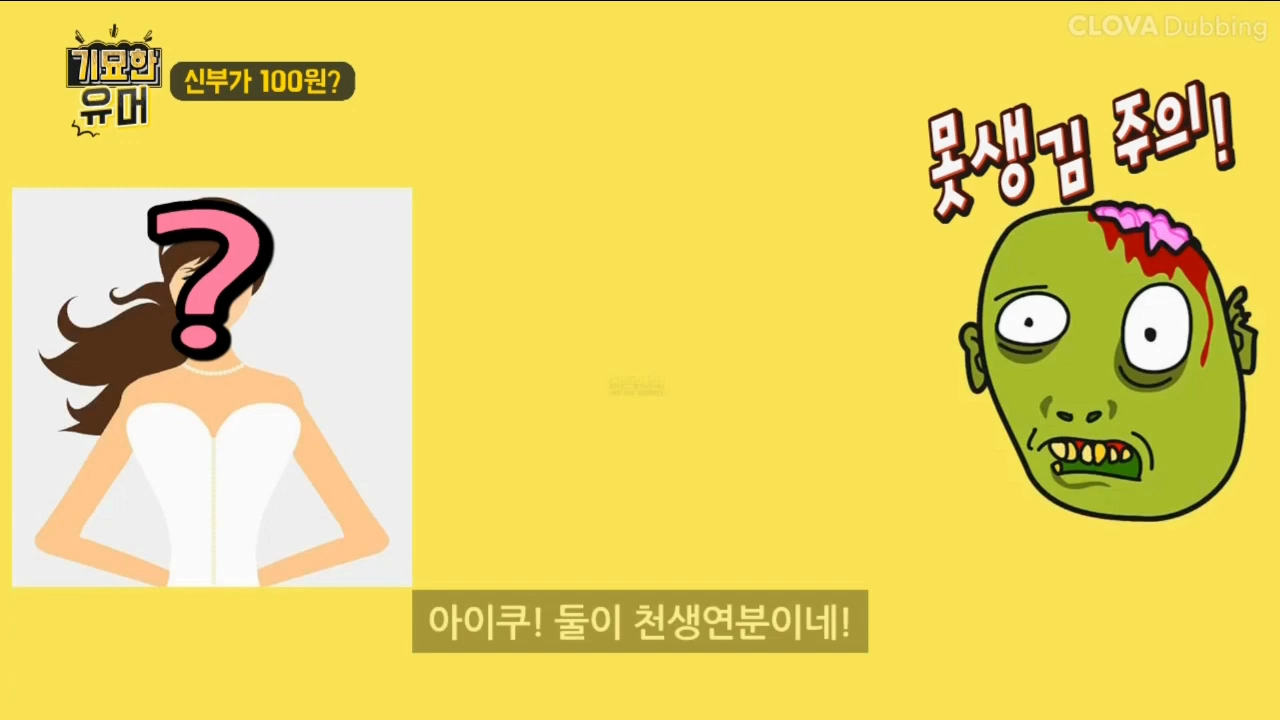 CLOVA Dubbing
기묘한
유머
신부가 100원?
못생김 주의!
?
아이쿠! 둘이 천생연분이네!